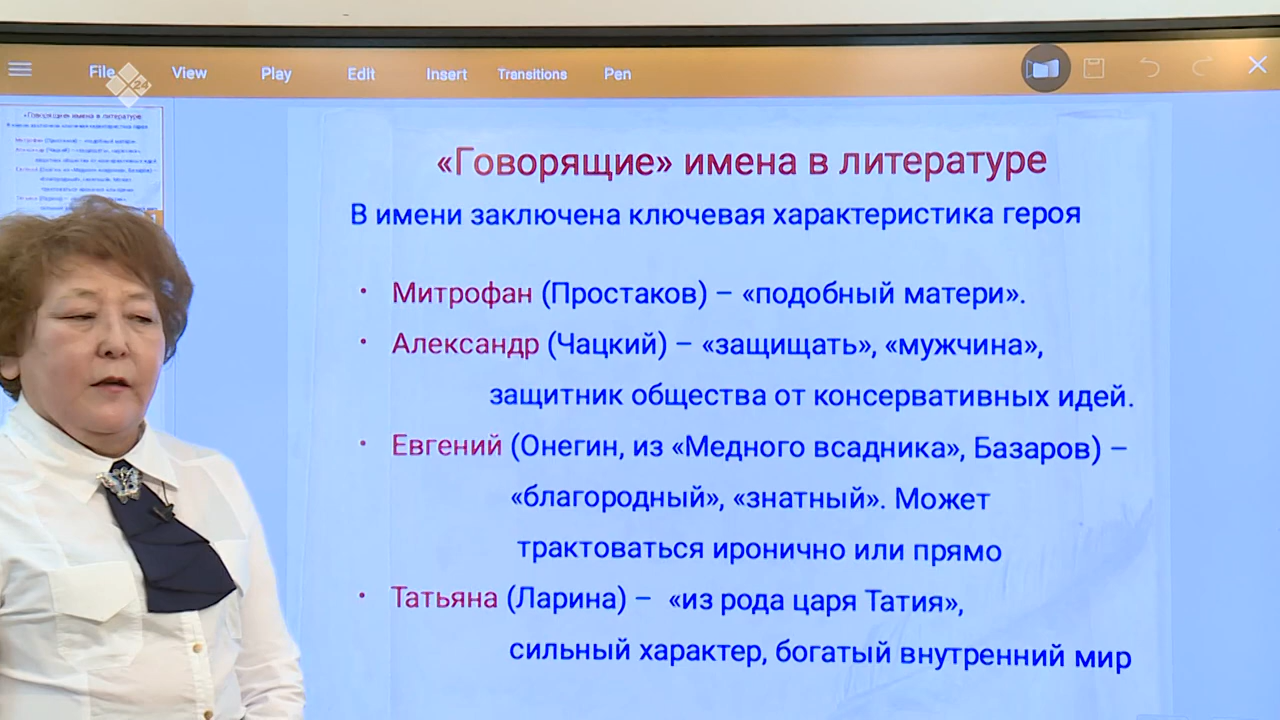 File View Play Edit Insert Transitions Pen
24
«Говорящие» имена в литературе
В имени заключена ключевая характеристика героя
• Митрофан (Простаков) – «подобный матери».
• Александр (Чацкий) – «защищать», «мужчина»,
защитник общества от консервативных идей.
• Евгений (Онегин, из «Медного всадника», Базаров) –
«благородный», «знатный». Может
трактоваться иронично или прямо
• Татьяна (Ларина) – «из рода царя Татия»,
сильный характер, богатый внутренний мир